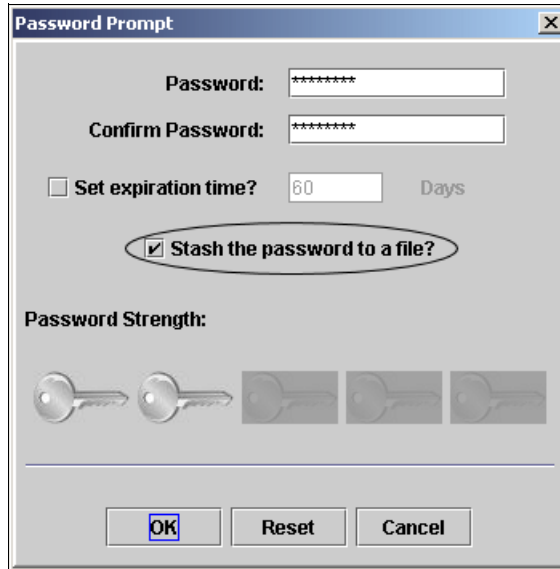 Password Prompt
Password: ********
Confirm Password: ********
Set expiration time? 60 Days
Stash the password to a file?
Password Strength:
OK Reset Cancel